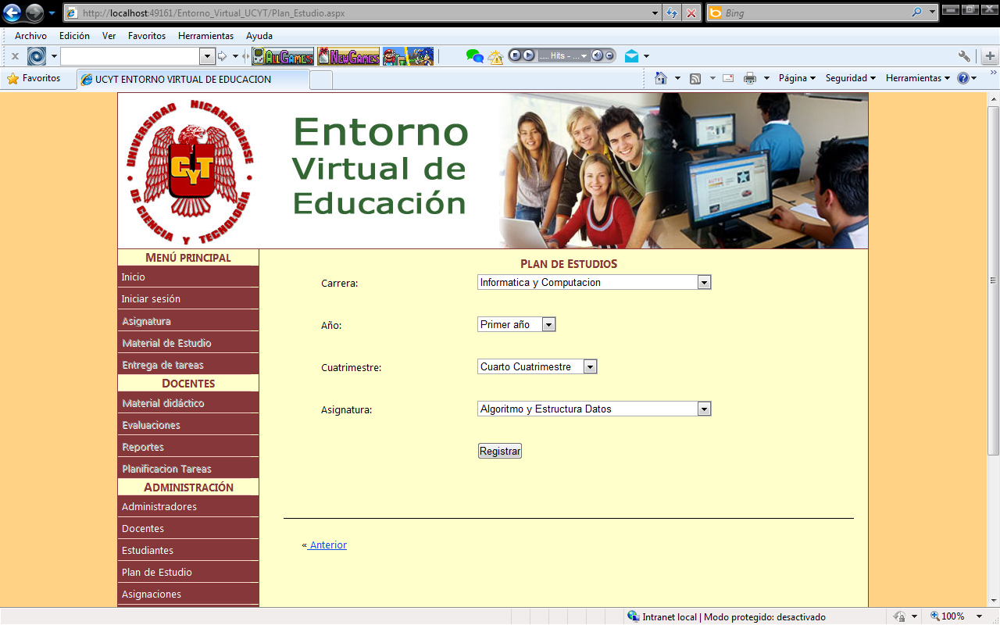 http://localhost:49161/Entorno_Virtual_UCYT/Plan_Estudio.aspx
Bing
Archivo Edición Ver Favoritos Herramientas Ayuda
ALLGAMES NEWGAMES ..... Hits - ...
Favoritos UCYT ENTORNO VIRTUAL DE EDUCACION Página Seguridad Herramientas
UNIVERSIDAD NICARAGÜENSE
CYT
DE CIENCIA Y TECNOLOGÍA
Entorno
Virtual de
Educación
MENÚ PRINCIPAL
Inicio
Iniciar sesión
Asignatura
Material de Estudio
Entrega de tareas
DOCENTES
Material didáctico
Evaluaciones
Reportes
Planificacion Tareas
ADMINISTRACIÓN
Administradores
Docentes
Estudiantes
Plan de Estudio
Asignaciones
PLAN DE ESTUDIOS
Carrera: Informatica y Computacion
Año: Primer año
Cuatrimestre: Cuarto Cuatrimestre
Asignatura: Algoritmo y Estructura Datos
Registrar
« Anterior
Intranet local | Modo protegido: desactivado 100%